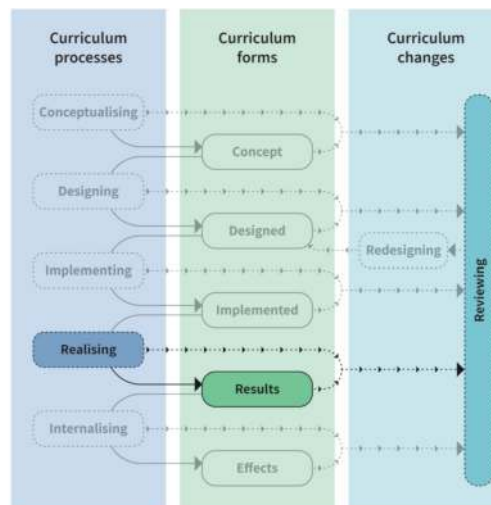 Curriculum
processes
Curriculum
forms
Curriculum
changes
Conceptualising
Concept
Designing
Designed
Redesigning
Implementing
Implemented
Reviewing
Realising
Results
Internalising
Effects